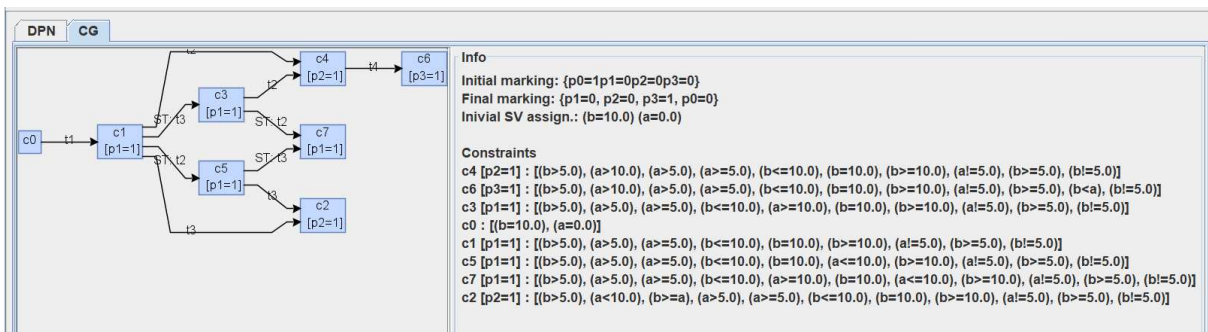 DPN CG
t2
c4
[p2=1]
t4
c6
[p3=1]
t2
c3
[p1=1]
ST: t3
ST: t2
c0
t1
c1
[p1=1]
c7
[p1=1]
ST: t2
ST: t3
c5
[p1=1]
t3
c2
[p2=1]
t3
Info
Initial marking: {p0=1p1=0p2=0p3=0}
Final marking: {p1=0, p2=0, p3=1, p0=0}
Inivial SV assign.: (b=10.0) (a=0.0)
Constraints
c4 [p2=1] : [(b>5.0), (a>10.0), (a>5.0), (a>=5.0), (b<=10.0), (b=10.0), (b>=10.0), (a!=5.0), (b>=5.0), (b!=5.0)]
c6 [p3=1] : [(b>5.0), (a>10.0), (a>5.0), (a>=5.0), (b<=10.0), (b=10.0), (b>=10.0), (a!=5.0), (b>=5.0), (b<a), (b!=5.0)]
c3 [p1=1] : [(b>5.0), (a>5.0), (a>=5.0), (b<=10.0), (a>=10.0), (b=10.0), (b>=10.0), (a!=5.0), (b>=5.0), (b!=5.0)]
c0 : [(b=10.0), (a=0.0)]
c1 [p1=1] : [(b>5.0), (a>5.0), (a>=5.0), (b<=10.0), (b=10.0), (b>=10.0), (a!=5.0), (b>=5.0), (b!=5.0)]
c5 [p1=1] : [(b>5.0), (a>5.0), (a>=5.0), (b<=10.0), (b=10.0), (a<=10.0), (b>=10.0), (a!=5.0), (b>=5.0), (b!=5.0)]
c7 [p1=1] : [(b>5.0), (a>5.0), (a>=5.0), (b<=10.0), (a>=10.0), (b=10.0), (a<=10.0), (b>=10.0), (a!=5.0), (b>=5.0), (b!=5.0)]
c2 [p2=1] : [(b>5.0), (a<10.0), (b>=a), (a>5.0), (a>=5.0), (b<=10.0), (b=10.0), (b>=10.0), (a!=5.0), (b>=5.0), (b!=5.0)]